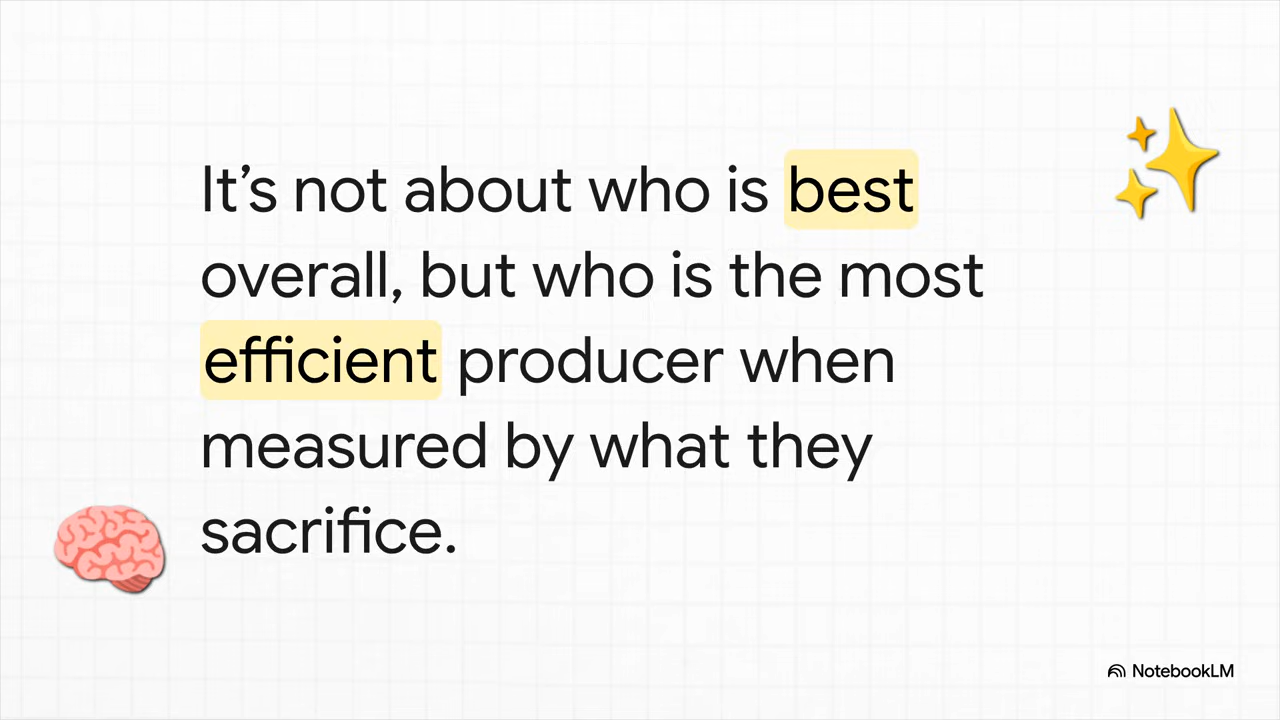 It’s not about who is best
overall, but who is the most
efficient producer when
measured by what they
sacrifice.
NotebookLM